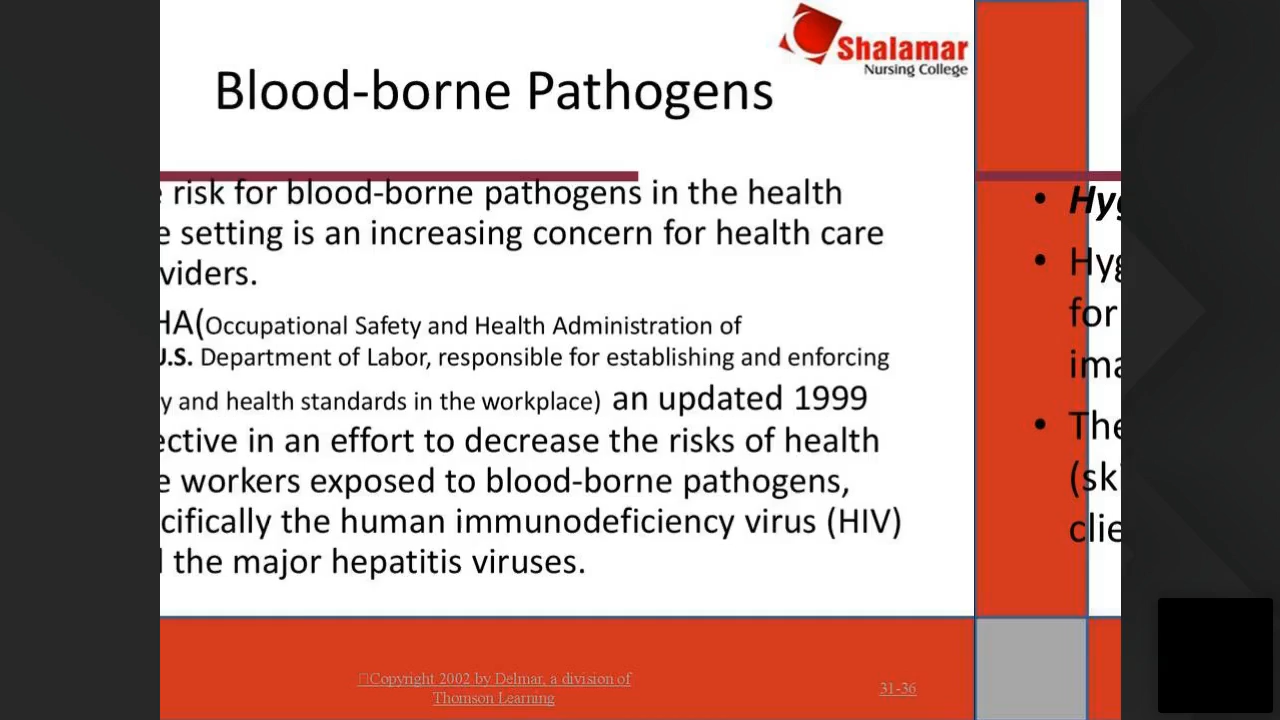 Shalamar
Nursing College
Blood-borne Pathogens
risk for blood-borne pathogens in the health
setting is an increasing concern for health care
viders.
HA(Occupational Safety and Health Administration of
U.S. Department of Labor, responsible for establishing and enforcing
y and health standards in the workplace) an updated 1999
ective in an effort to decrease the risks of health
e workers exposed to blood-borne pathogens,
cifically the human immunodeficiency virus (HIV)
the major hepatitis viruses.
Copyright 2002 by Delmar, a division of
Thomson Learning
31-36
• Hyg
• Hyg
for
ima
• The
(sk
clie